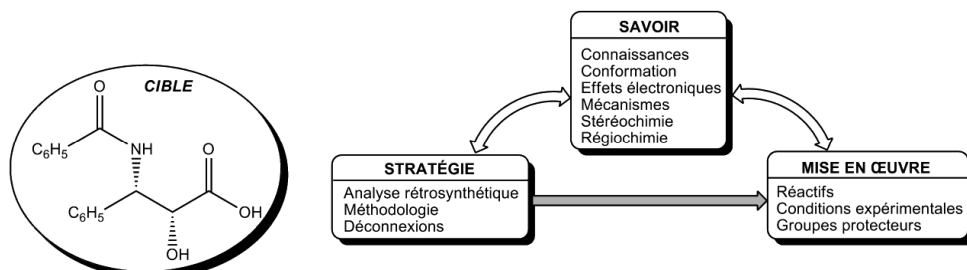 CIBLE
O
C6H5
NH
O
C6H5
OH
OH
SAVOIR
Connaissances
Conformation
Effets électroniques
Mécanismes
Stéréochimie
Régiochimie
STRATÉGIE
Analyse rétrosynthétique
Méthodologie
Déconnexions
MISE EN ŒUVRE
Réactifs
Conditions expérimentales
Groupes protecteurs